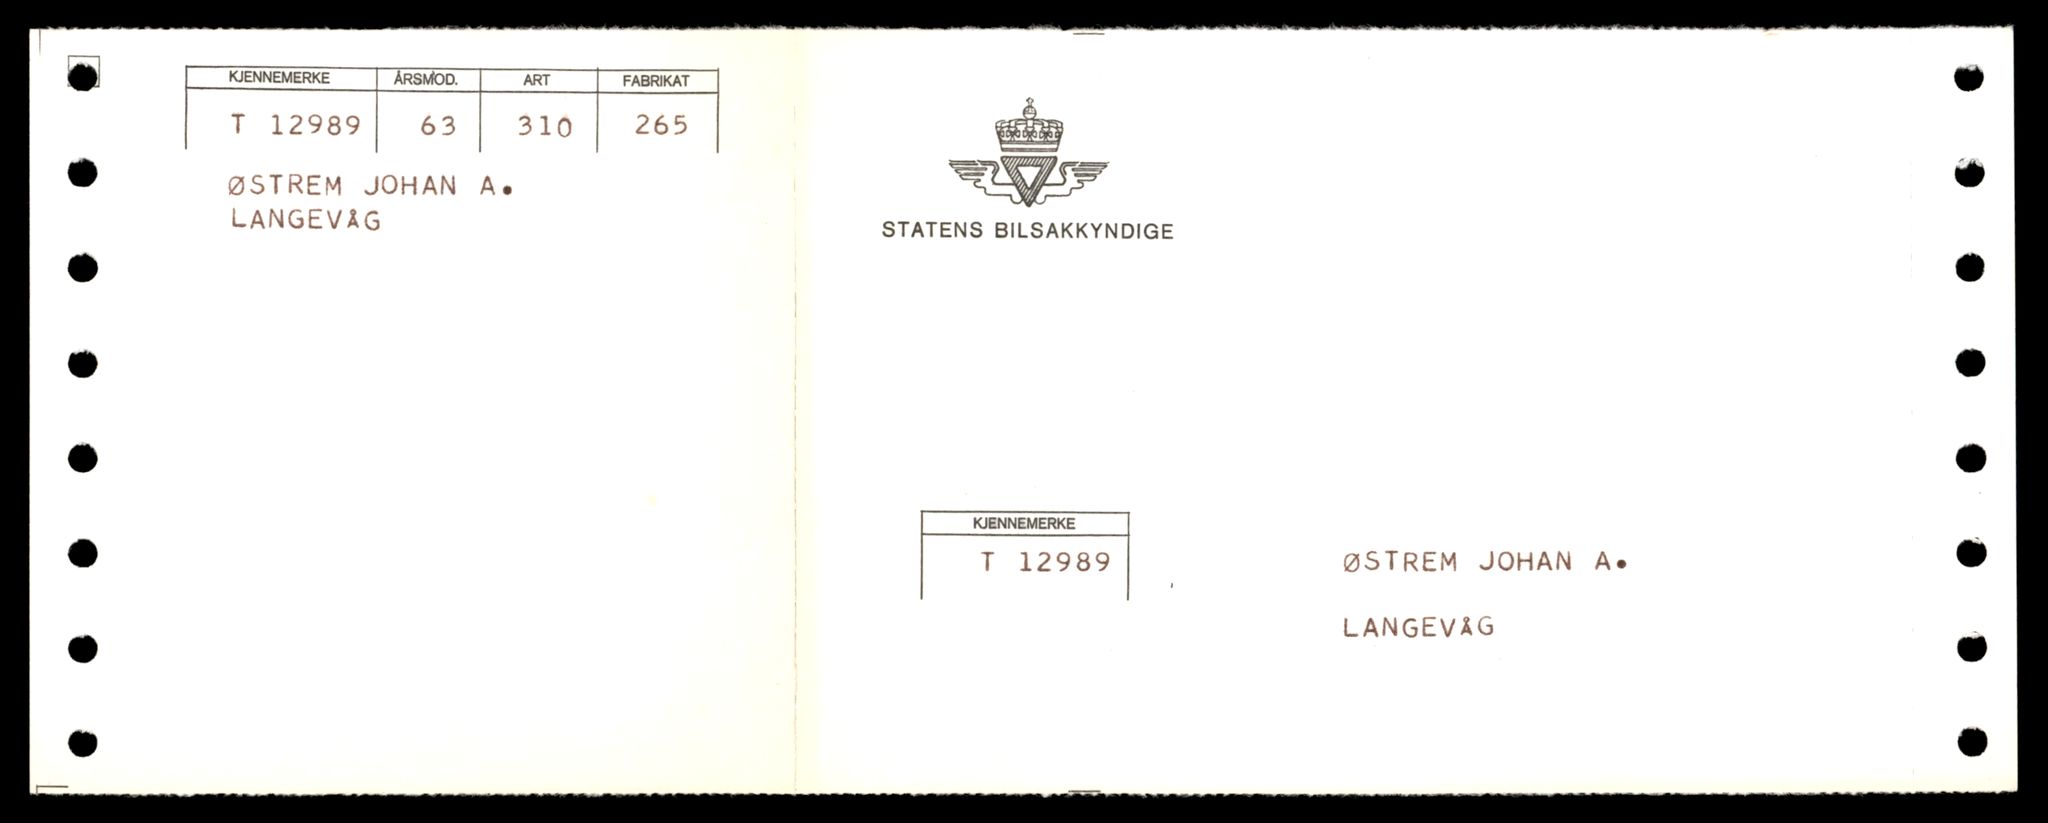 KJENNEMERKE ÅRSMOD. ART FABRIKAT
T 12989 63 310 265
ØSTREM JOHAN A.
LANGEVÅG
STATENS BILSAKKYNDIGE
KJENNEMERKE
T 12989
ØSTREM JOHAN A.
LANGEVÅG